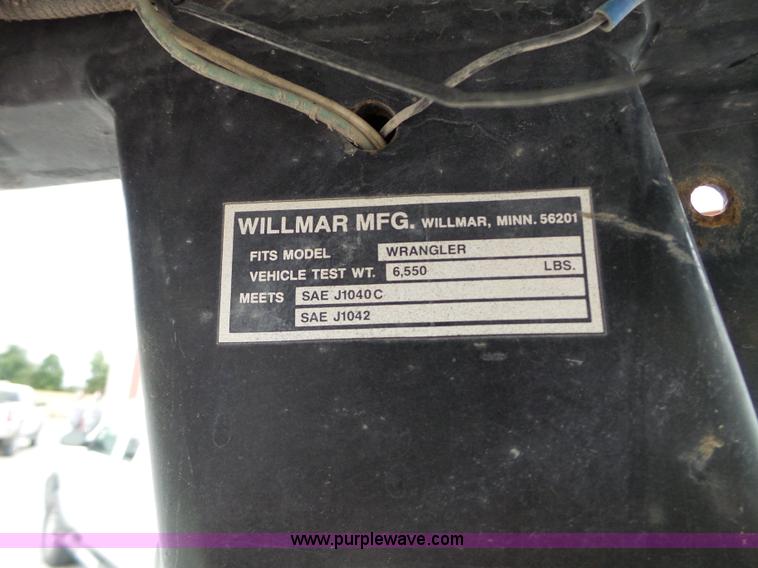 WILLMAR MFG. WILLMAR, MINN. 56201
FITS MODEL WRANGLER
VEHICLE TEST WT. 6,550 LBS.
MEETS SAE J1040C
SAE J1042
www.purplewave.com